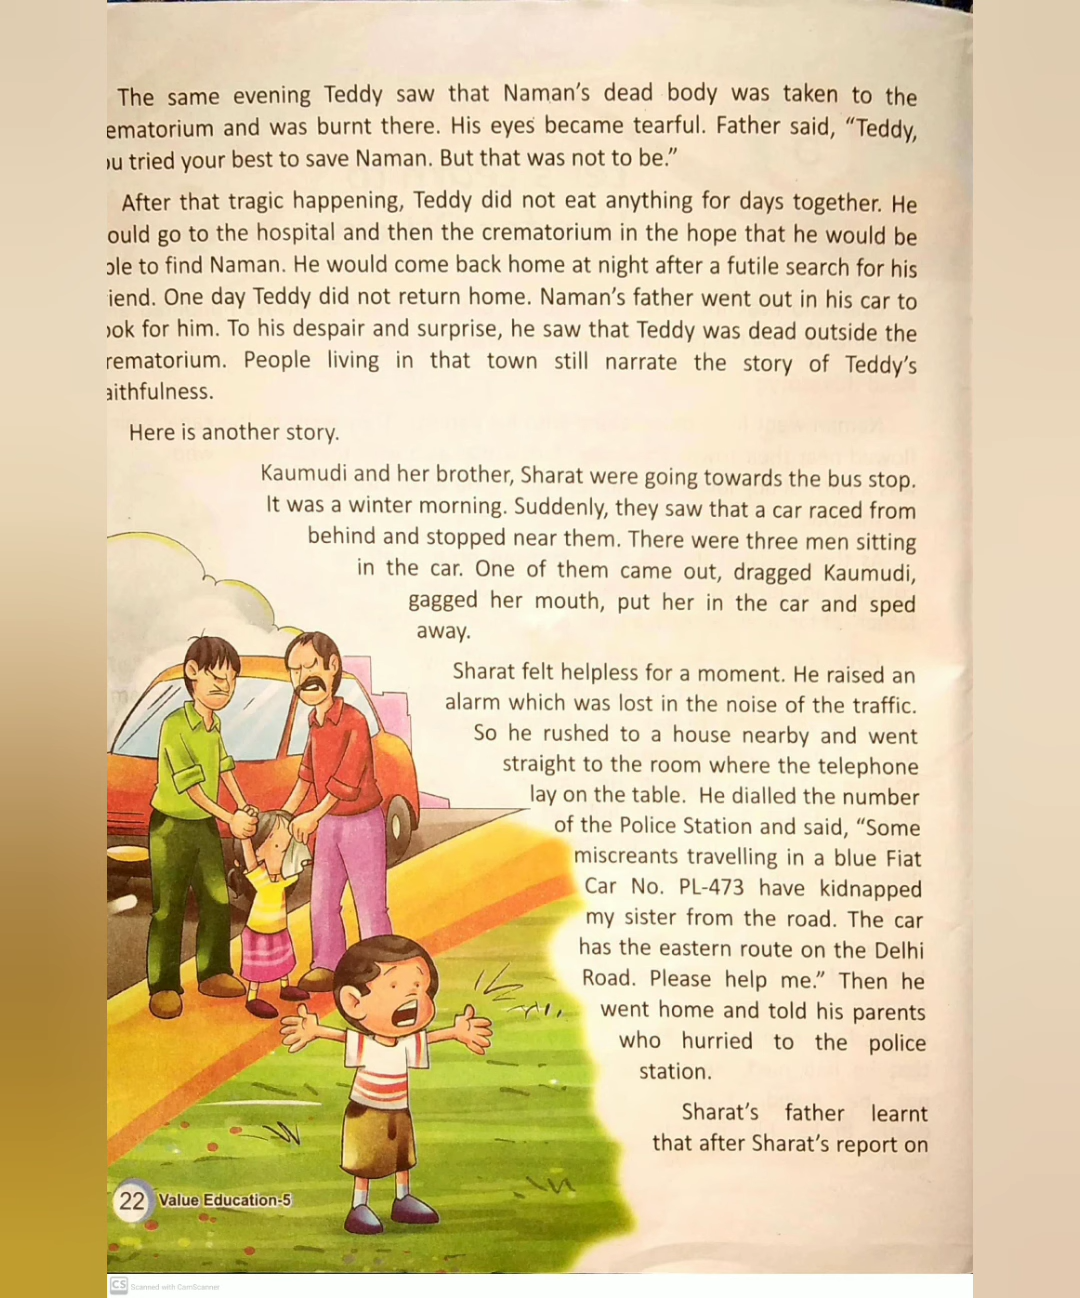 The same evening Teddy saw that Naman's dead body was taken to the
ematorium and was burnt there. His eyes became tearful. Father said, “Teddy,
ou tried your best to save Naman. But that was not to be.”
After that tragic happening, Teddy did not eat anything for days together. He
ould go to the hospital and then the crematorium in the hope that he would be
ble to find Naman. He would come back home at night after a futile search for his
iend. One day Teddy did not return home. Naman's father went out in his car to
ook for him. To his despair and surprise, he saw that Teddy was dead outside the
rematorium. People living in that town still narrate the story of Teddy's
aithfulness.
Here is another story.
Kaumudi and her brother, Sharat were going towards the bus stop.
It was a winter morning. Suddenly, they saw that a car raced from
behind and stopped near them. There were three men sitting
in the car. One of them came out, dragged Kaumudi,
gagged her mouth, put her in the car and sped
away.
Sharat felt helpless for a moment. He raised an
alarm which was lost in the noise of the traffic.
So he rushed to a house nearby and went
straight to the room where the telephone
lay on the table. He dialled the number
of the Police Station and said, “Some
miscreants travelling in a blue Fiat
Car No. PL-473 have kidnapped
my sister from the road. The car
has the eastern route on the Delhi
Road. Please help me.” Then he
went home and told his parents
who hurried to the police
station.
Sharat's father learnt
that after Sharat's report on
22 Value Education-5
CS Scanned with CamScanner